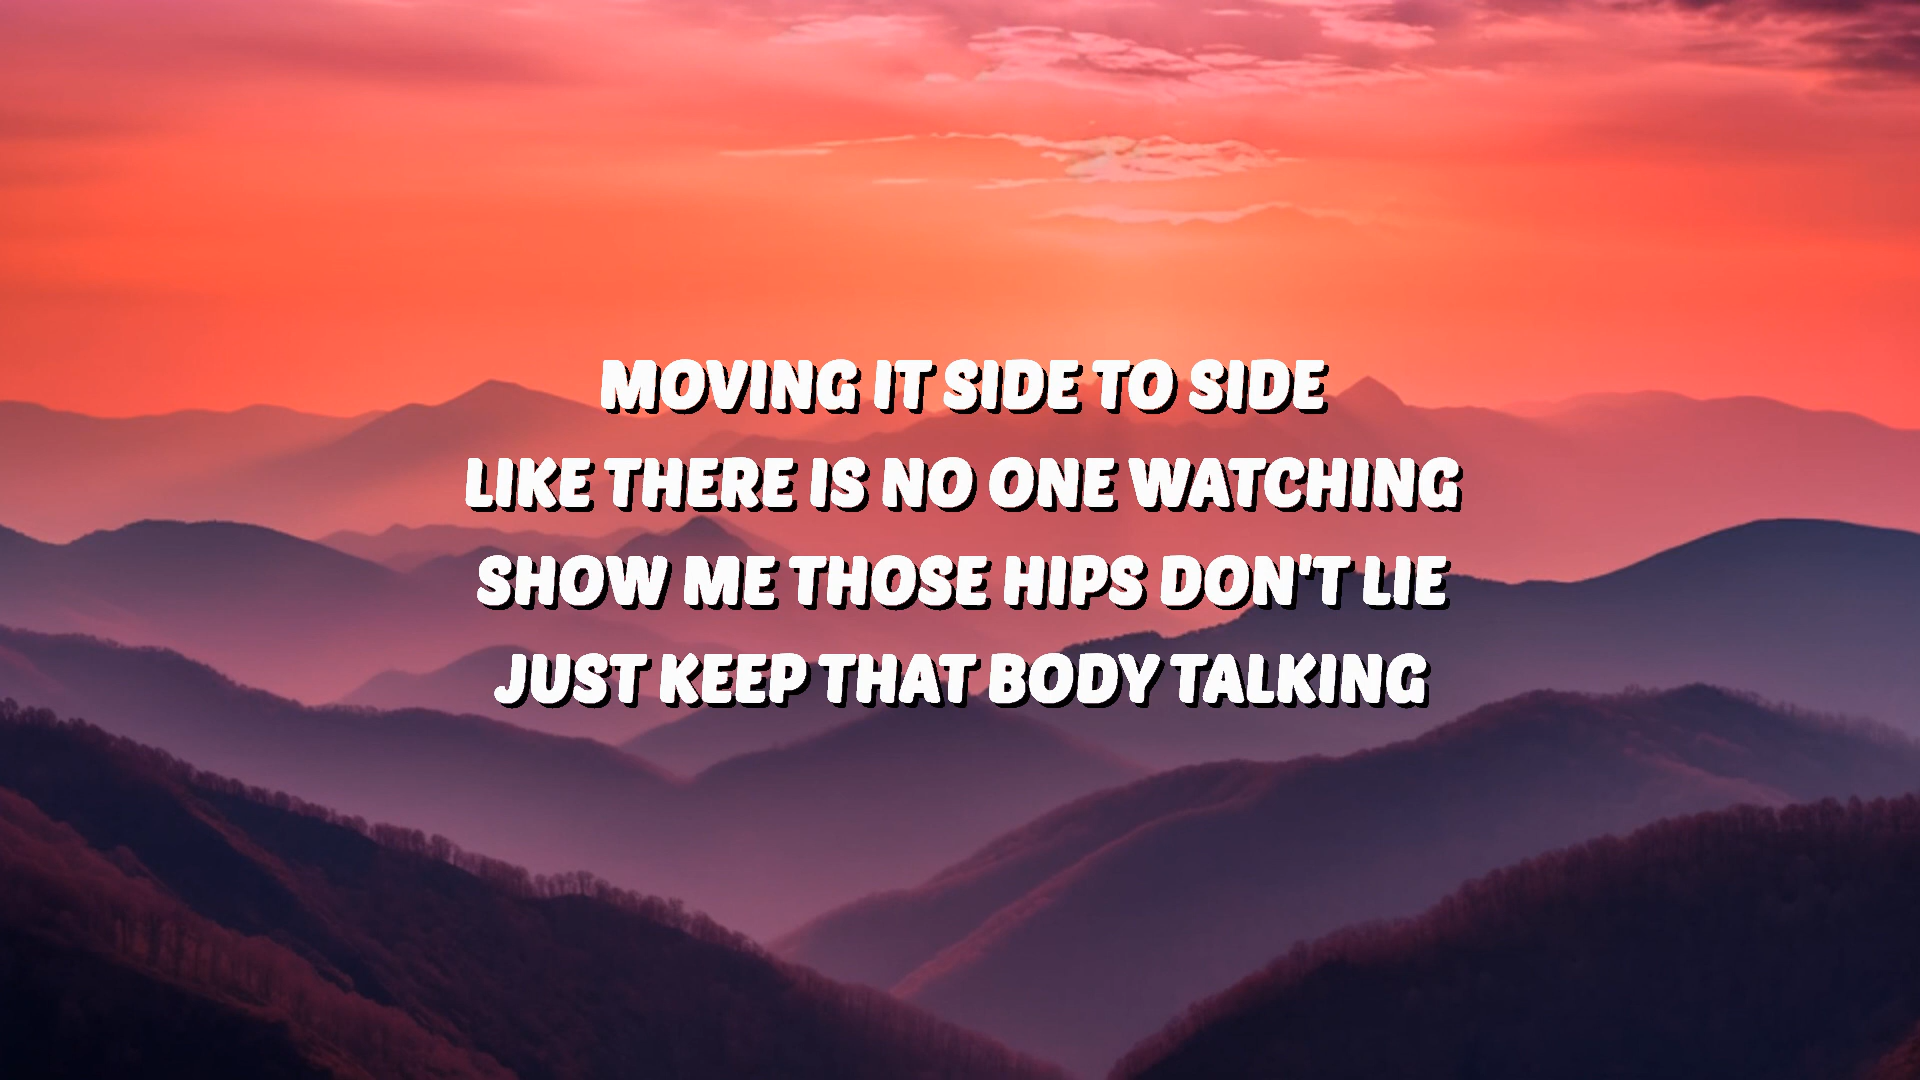 MOVING IT SIDE TO SIDE
LIKE THERE IS NO ONE WATCHING
SHOW ME THOSE HIPS DON'T LIE
JUST KEEP THAT BODY TALKING